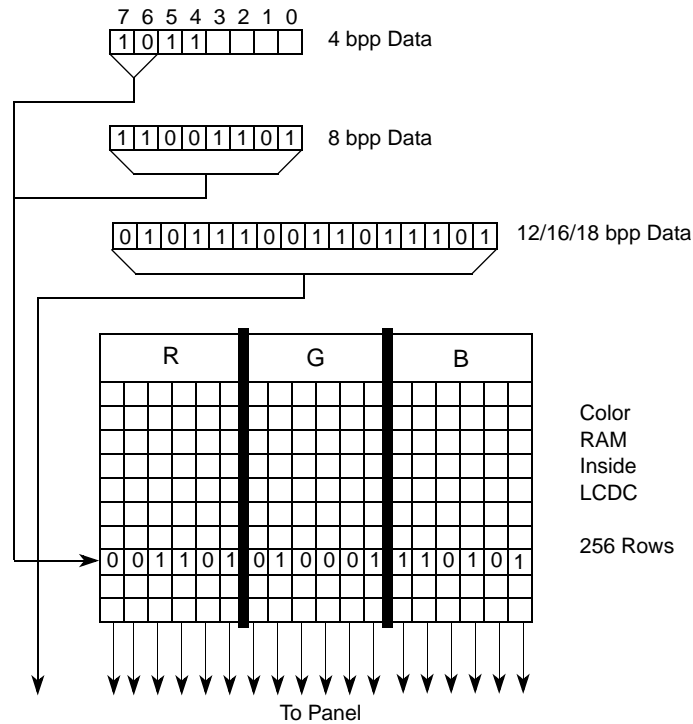 7 6 5 4 3 2 1 0
1 0 1 1 4 bpp Data
1 1 0 0 1 1 0 1 8 bpp Data
0 1 0 1 1 1 0 0 1 1 0 1 1 1 0 1 12/16/18 bpp Data
R G B
Color
RAM
Inside
LCDC
256 Rows
0 0 1 1 0 1 0 1 0 0 0 1 1 1 0 1 0 1
To Panel